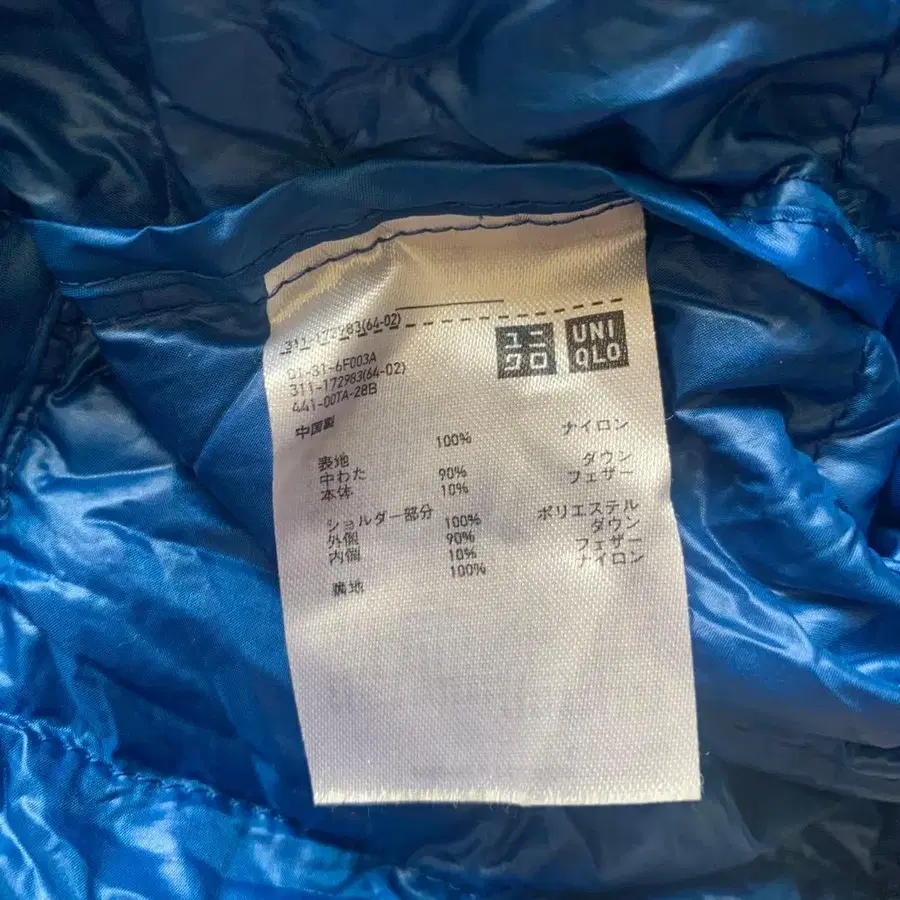 311-172983(64-02)
ユニクロ
UNIQLO
01-31-6F003A
311-172983(64-02)
441-00TA-28B
中国製
表地 100% ナイロン
中わた
本体 90% ダウン
10% フェザー
ショルダー部分
外側 100% ポリエステル
内側 90% ダウン
10% フェザー
裏地 100% ナイロン